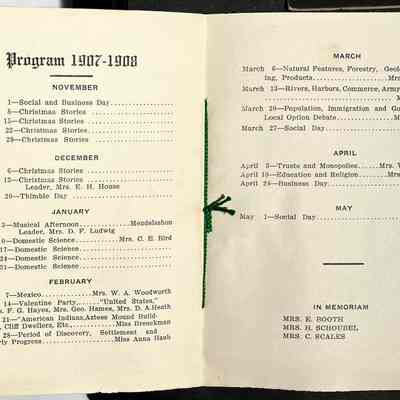 Program 1907-1908
NOVEMBER
1—Social and Business Day
8—Christmas Stories
15—Christmas Stories
22—Christmas Stories
29—Christmas Stories
DECEMBER
6—Christmas Stories
13—Christmas Stories
Leader, Mrs. E. H. House
20—Thimble Day
JANUARY
3—Musical Afternoon Mendelsshon
Leader, Mrs. D. F. Ludwig
0—Domestic Science Mrs. C. E. Bird
17—Domestic Science
24—Domestic Science
31—Domestic Science
FEBRUARY
7—Mexico Mrs. W. A. Woodworth
14—Valentine Party, "United States,"
s. F. G. Hayes, Mrs. Geo. Hames, Mrs. D. A. Heath
21—"American Indians, Aztecs Mound Build-
Cliff Dwellers, Etc., Miss Brenckman
28—Period of Discovery, Settlement and
rly Progress Miss Anna Haub
MARCH
March 6—Natural Features, Forestry, Geol
ing, Products Mrs
March 13—Rivers, Harbors, Commerce, Army
M
March 20—Population, Immigration and Go
Local Option Debate M
March 27—Social Day
APRIL
April 3—Trusts and Monopolies Mrs. W
April 10—Education and Religion Mrs
April 24—Business Day
MAY
May 1—Social Day
IN MEMORIAM
MRS. E. BOOTH
MRS. H. SCHOUBEL
MRS. C. SCALES